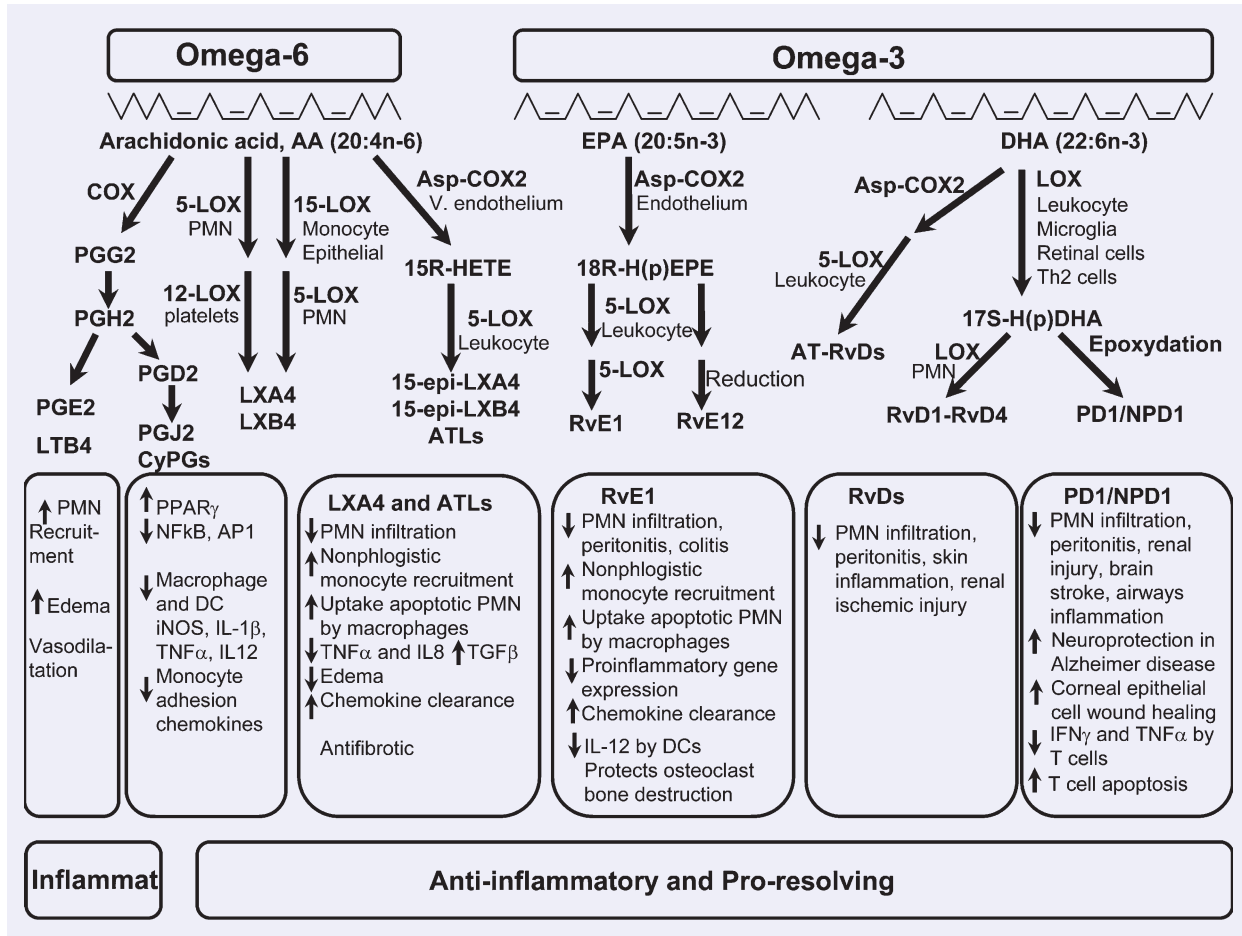 Omega-6
Omega-3
Arachidonic acid, AA (20:4n-6)
EPA (20:5n-3)
DHA (22:6n-3)
COX
5-LOX
PMN
15-LOX
Monocyte
Epithelial
Asp-COX2
V. endothelium
Asp-COX2
Endothelium
Asp-COX2
LOX
Leukocyte
Microglia
Retinal cells
Th2 cells
PGG2
15R-HETE
18R-H(p)EPE
5-LOX
Leukocyte
12-LOX
platelets
5-LOX
PMN
PGH2
5-LOX
Leukocyte
5-LOX
Leukocyte
17S-H(p)DHA
AT-RvDs
LOX
PMN
Epoxydation
PGD2
PGE2
LTB4
PGJ2
CyPGs
LXA4
LXB4
15-epi-LXA4
15-epi-LXB4
ATLs
5-LOX
Reduction
RvE1
RvE12
RvD1-RvD4
PD1/NPD1
↑ PMN
Recruit-
ment
↑ Edema
Vasodila-
tation
↑ PPARγ
↓ NFkB, AP1
↓ Macrophage
and DC
iNOS, IL-1β,
TNFα, IL12
↓ Monocyte
adhesion
chemokines
LXA4 and ATLs
↓ PMN infiltration
↑ Nonphlogistic
monocyte recruitment
↑ Uptake apoptotic PMN
by macrophages
↓ TNFα and IL8 ↑ TGFβ
↓ Edema
↑ Chemokine clearance
Antifibrotic
RvE1
↓ PMN infiltration,
peritonitis, colitis
↑ Nonphlogistic
monocyte recruitment
↑ Uptake apoptotic PMN
by macrophages
↓ Proinflammatory gene
expression
↑ Chemokine clearance
↓ IL-12 by DCs
Protects osteoclast
bone destruction
RvDs
↓ PMN infiltration,
peritonitis, skin
inflammation, renal
ischemic injury
PD1/NPD1
↓ PMN infiltration,
peritonitis, renal
injury, brain
stroke, airways
inflammation
↑ Neuroprotection in
Alzheimer disease
↑ Corneal epithelial
cell wound healing
↓ IFNγ and TNFα by
T cells
↑ T cell apoptosis
Inflammat
Anti-inflammatory and Pro-resolving